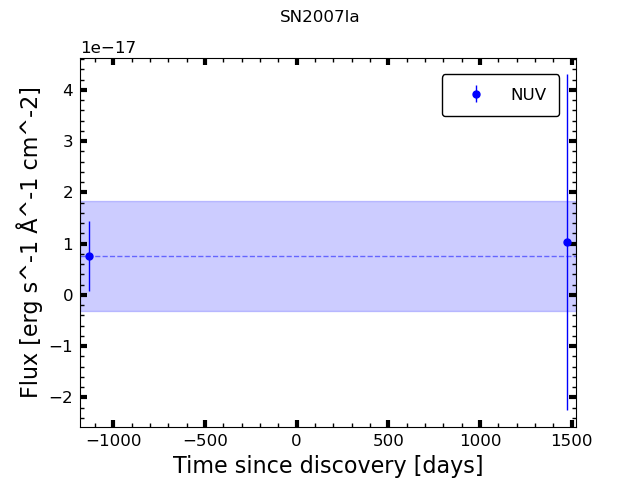 SN2007la
1e−17
NUV
4
3
2
1
0
−1
−2
Flux [erg s^-1 Å^-1 cm^-2]
−1000 −500 0 500 1000 1500
Time since discovery [days]